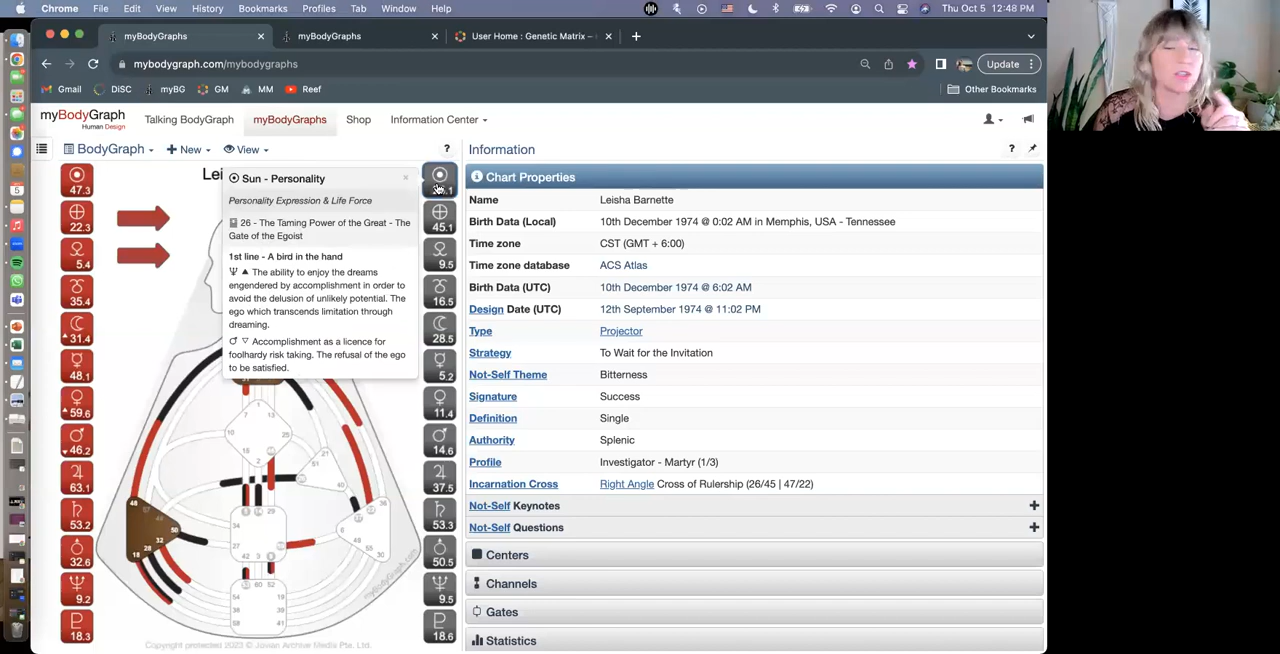 Chrome File Edit View History Bookmarks Profiles Tab Window Help Thu Oct 5 12:48 PM
myBodyGraphs × myBodyGraphs × User Home : Genetic Matrix – × +
mybodygraph.com/mybodygraphs Update
Gmail DiSC myBG GM MM Reef Other Bookmarks
myBodyGraph
Human Design
Talking BodyGraph myBodyGraphs Shop Information Center
BodyGraph + New View ?
Information ?
Lei
Sun - Personality ×
Personality Expression & Life Force
26 - The Taming Power of the Great - The
Gate of the Egoist
1st line - A bird in the hand
The ability to enjoy the dreams
engendered by accomplishment in order to
avoid the delusion of unlikely potential. The
ego which transcends limitation through
dreaming.
Accomplishment as a licence for
foolhardy risk taking. The refusal of the ego
to be satisfied.
47.3
22.3
5.4
35.4
31.4
48.1
59.6
46.2
63.1
53.2
32.6
9.2
18.3
45.1
9.5
16.5
28.5
5.2
11.4
14.6
37.5
53.3
50.5
9.5
18.6
Chart Properties
Name Leisha Barnette
Birth Data (Local) 10th December 1974 @ 0:02 AM in Memphis, USA - Tennessee
Time zone CST (GMT + 6:00)
Time zone database ACS Atlas
Birth Data (UTC) 10th December 1974 @ 6:02 AM
Design Date (UTC) 12th September 1974 @ 11:02 PM
Type Projector
Strategy To Wait for the Invitation
Not-Self Theme Bitterness
Signature Success
Definition Single
Authority Splenic
Profile Investigator - Martyr (1/3)
Incarnation Cross Right Angle Cross of Rulership (26/45 | 47/22)
Not-Self Keynotes +
Not-Self Questions +
Centers
Channels
Gates
Statistics
Copyright protected 2023 © Jovian Archive Media Pte. Ltd.